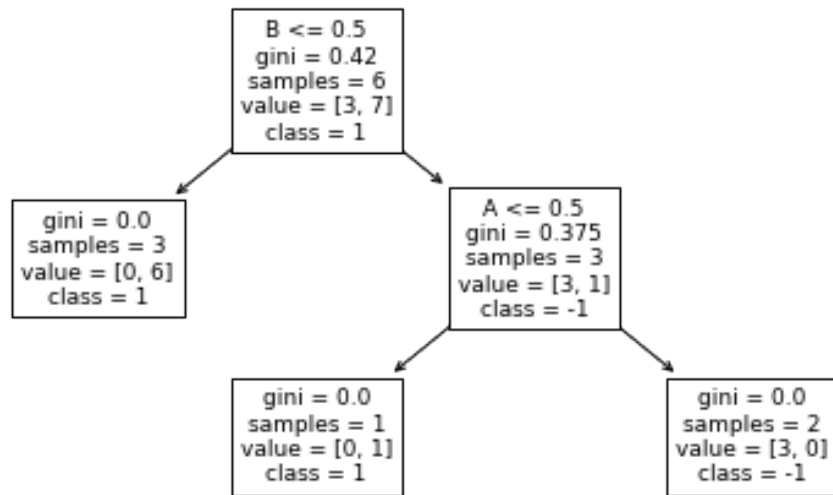 B <= 0.5
gini = 0.42
samples = 6
value = [3, 7]
class = 1
gini = 0.0
samples = 3
value = [0, 6]
class = 1
A <= 0.5
gini = 0.375
samples = 3
value = [3, 1]
class = -1
gini = 0.0
samples = 1
value = [0, 1]
class = 1
gini = 0.0
samples = 2
value = [3, 0]
class = -1